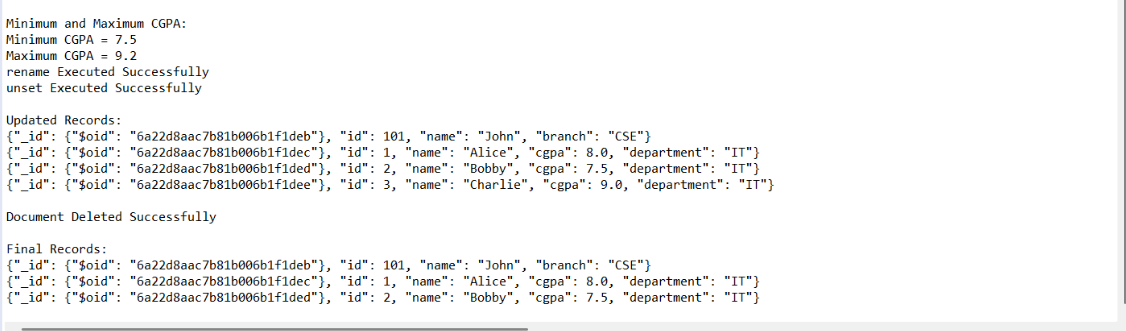 Minimum and Maximum CGPA:
Minimum CGPA = 7.5
Maximum CGPA = 9.2
rename Executed Successfully
unset Executed Successfully
Updated Records:
{"_id": {"$oid": "6a22d8aac7b81b006b1f1deb"}, "id": 101, "name": "John", "branch": "CSE"}
{"_id": {"$oid": "6a22d8aac7b81b006b1f1dec"}, "id": 1, "name": "Alice", "cgpa": 8.0, "department": "IT"}
{"_id": {"$oid": "6a22d8aac7b81b006b1f1ded"}, "id": 2, "name": "Bobby", "cgpa": 7.5, "department": "IT"}
{"_id": {"$oid": "6a22d8aac7b81b006b1f1dee"}, "id": 3, "name": "Charlie", "cgpa": 9.0, "department": "IT"}
Document Deleted Successfully
Final Records:
{"_id": {"$oid": "6a22d8aac7b81b006b1f1deb"}, "id": 101, "name": "John", "branch": "CSE"}
{"_id": {"$oid": "6a22d8aac7b81b006b1f1dec"}, "id": 1, "name": "Alice", "cgpa": 8.0, "department": "IT"}
{"_id": {"$oid": "6a22d8aac7b81b006b1f1ded"}, "id": 2, "name": "Bobby", "cgpa": 7.5, "department": "IT"}